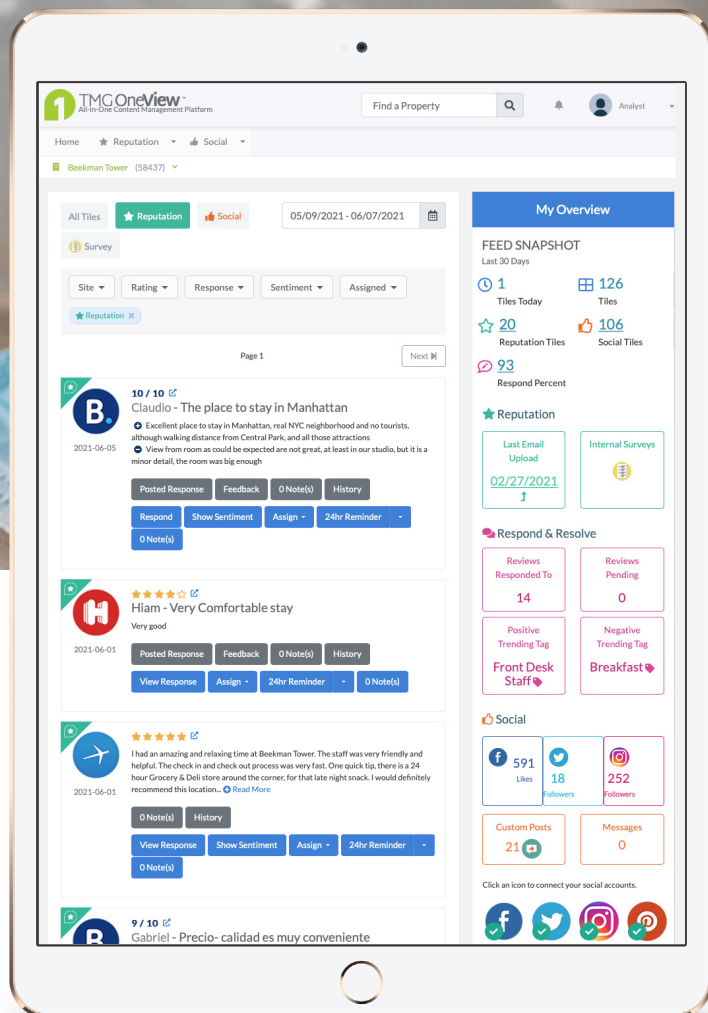 1 TMG OneView™
All-In-One Content Management Platform
Find a Property
Analyst
Home Reputation Social
Beekman Tower (58437)
All Tiles Reputation Social
05/09/2021 - 06/07/2021
Survey
Site Rating Response Sentiment Assigned
Reputation ×
Page 1
Next
B.
2021-06-05
10 / 10
Claudio - The place to stay in Manhattan
Excellent place to stay in Manhattan, real NYC neighborhood and no tourists,
although walking distance from Central Park, and all those attractions
View from room as could be expected are not great, at least in our studio, but it is a
minor detail, the room was big enough
Posted Response Feedback 0 Note(s) History
Respond Show Sentiment Assign 24hr Reminder
0 Note(s)
H
2021-06-01
Hiam - Very Comfortable stay
Very good
Posted Response Feedback 0 Note(s) History
View Response Assign 24hr Reminder 0 Note(s)
2021-06-01
I had an amazing and relaxing time at Beekman Tower. The staff was very friendly and
helpful. The check in and check out process was very fast. One quick tip, there is a 24
hour Grocery & Deli store around the corner, for that late night snack. I would definitely
recommend this location... Read More
0 Note(s) History
View Response Show Sentiment Assign 24hr Reminder
0 Note(s)
B.
9 / 10
Gabriel - Precio- calidad es muy conveniente
My Overview
FEED SNAPSHOT
Last 30 Days
1
Tiles Today
126
Tiles
20
Reputation Tiles
106
Social Tiles
93
Respond Percent
Reputation
Last Email
Upload
02/27/2021
Internal Surveys
Respond & Resolve
Reviews
Responded To
14
Reviews
Pending
0
Positive
Trending Tag
Front Desk
Staff
Negative
Trending Tag
Breakfast
Social
591
Likes
18
Followers
252
Followers
Custom Posts
21
Messages
0
Click an icon to connect your social accounts.